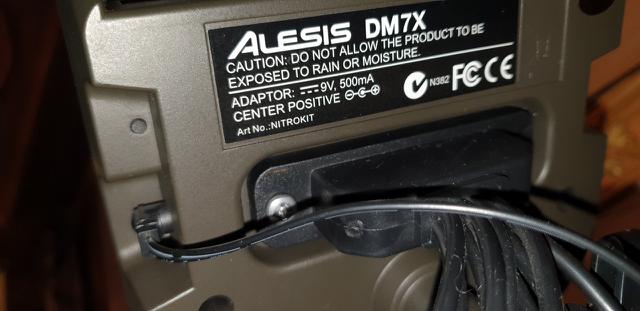 ALESIS DM7X
CAUTION: DO NOT ALLOW THE PRODUCT TO BE
EXPOSED TO RAIN OR MOISTURE.
ADAPTOR: ⎓9V, 500mA
CENTER POSITIVE
Art No.:NITROKIT
N382 FC CE